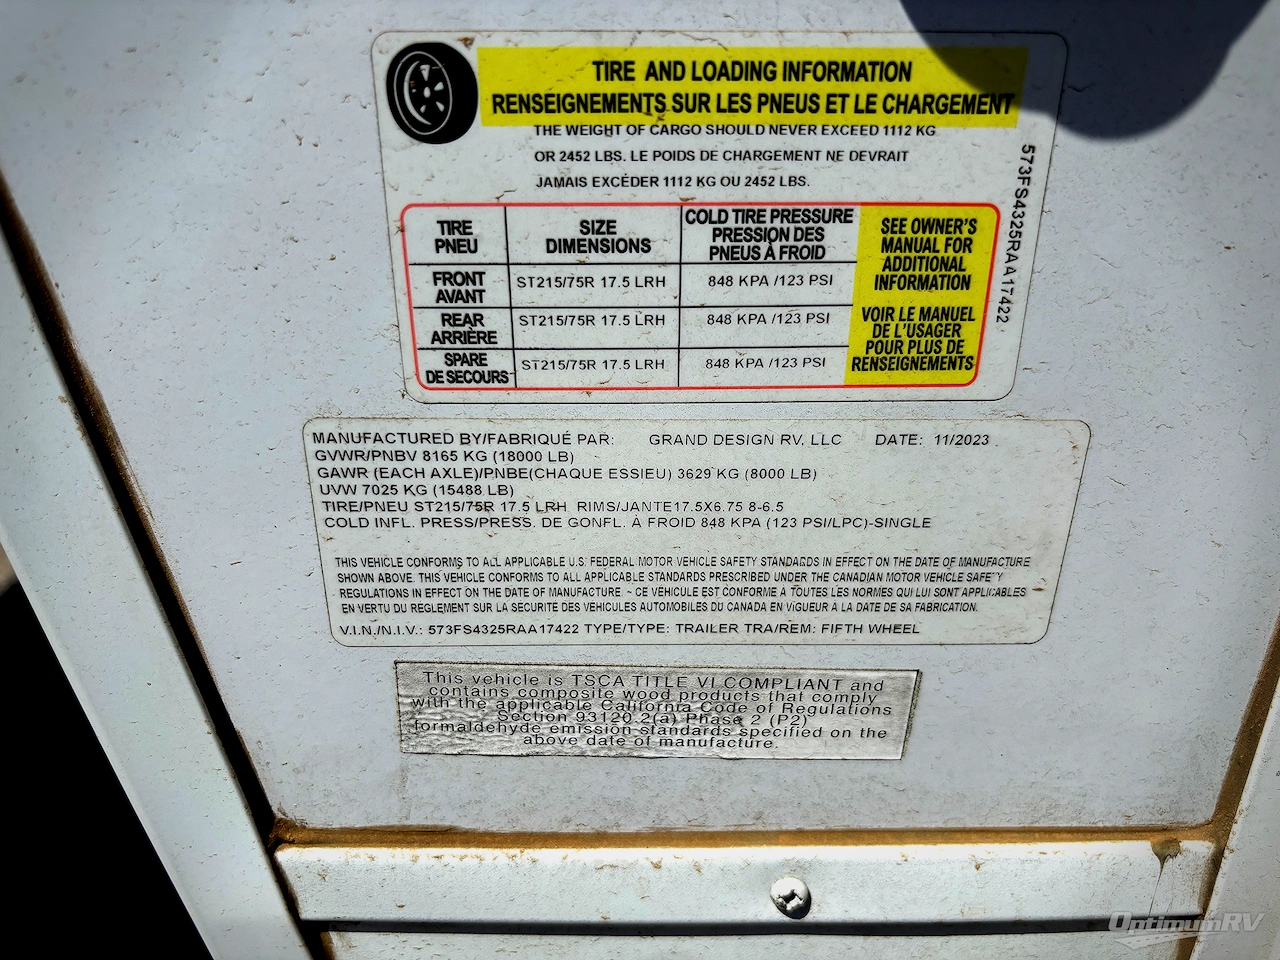 TIRE AND LOADING INFORMATION
RENSEIGNEMENTS SUR LES PNEUS ET LE CHARGEMENT
THE WEIGHT OF CARGO SHOULD NEVER EXCEED 1112 KG
OR 2452 LBS. LE POIDS DE CHARGEMENT NE DEVRAIT
JAMAIS EXCÉDER 1112 KG OU 2452 LBS.
573FS4325RAA17422
TIRE
PNEU
SIZE
DIMENSIONS
COLD TIRE PRESSURE
PRESSION DES
PNEUS À FROID
FRONT
AVANT
ST215/75R 17.5 LRH
848 KPA /123 PSI
REAR
ARRIÈRE
ST215/75R 17.5 LRH
848 KPA /123 PSI
SPARE
DE SECOURS
ST215/75R 17.5 LRH
848 KPA /123 PSI
SEE OWNER'S
MANUAL FOR
ADDITIONAL
INFORMATION
VOIR LE MANUEL
DE L'USAGER
POUR PLUS DE
RENSEIGNEMENTS
MANUFACTURED BY/FABRIQUÉ PAR: GRAND DESIGN RV, LLC DATE: 11/2023
GVWR/PNBV 8165 KG (18000 LB)
GAWR (EACH AXLE)/PNBE(CHAQUE ESSIEU) 3629 KG (8000 LB)
UVW 7025 KG (15488 LB)
TIRE/PNEU ST215/75R 17.5 LRH RIMS/JANTE17.5X6.75 8-6.5
COLD INFL. PRESS/PRESS. DE GONFL. À FROID 848 KPA (123 PSI/LPC)-SINGLE
THIS VEHICLE CONFORMS TO ALL APPLICABLE U.S. FEDERAL MOTOR VEHICLE SAFETY STANDARDS IN EFFECT ON THE DATE OF MANUFACTURE
SHOWN ABOVE. THIS VEHICLE CONFORMS TO ALL APPLICABLE STANDARDS PRESCRIBED UNDER THE CANADIAN MOTOR VEHICLE SAFETY
REGULATIONS IN EFFECT ON THE DATE OF MANUFACTURE. ~ CE VÉHICULE EST CONFORME À TOUTES LES NORMES QUI LUI SONT APPLICABLES
EN VERTU DU RÈGLEMENT SUR LA SÉCURITÉ DES VÉHICULES AUTOMOBILES DU CANADA EN VIGUEUR À LA DATE DE SA FABRICATION.
V.I.N./N.I.V.: 573FS4325RAA17422 TYPE/TYPE: TRAILER TRA/REM: FIFTH WHEEL
This vehicle is TSCA TITLE VI COMPLIANT and
contains composite wood products that comply
with the applicable California Code of Regulations
Section 93120.2(a) Phase 2 (P2)
formaldehyde emission standards specified on the
above date of manufacture.
OptimumRV